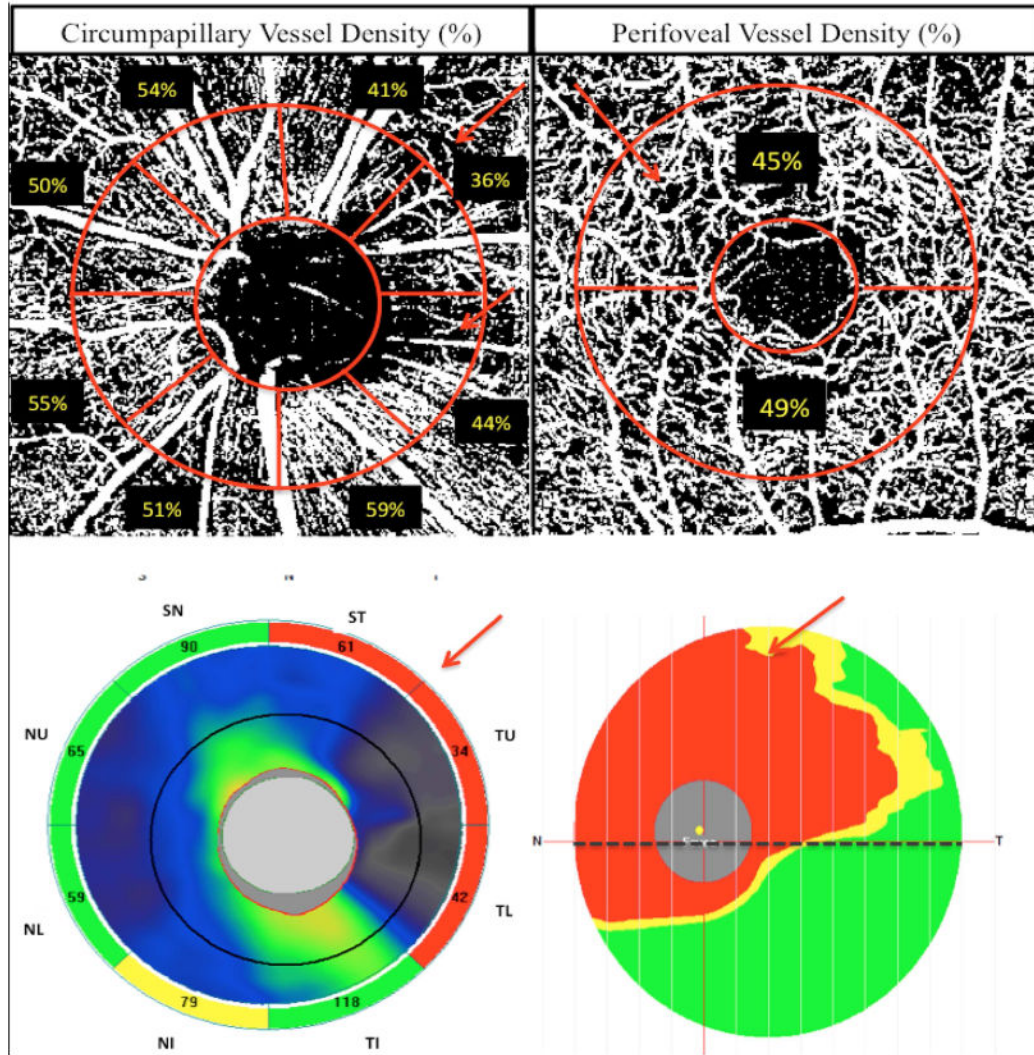 Circumpapillary Vessel Density (%)
Perifoveal Vessel Density (%)
54%
41%
50%
36%
55%
44%
51%
59%
45%
49%
N
SN
ST
90
61
NU
TU
65
34
59
42
NL
TL
79
118
NI
TI
N
T